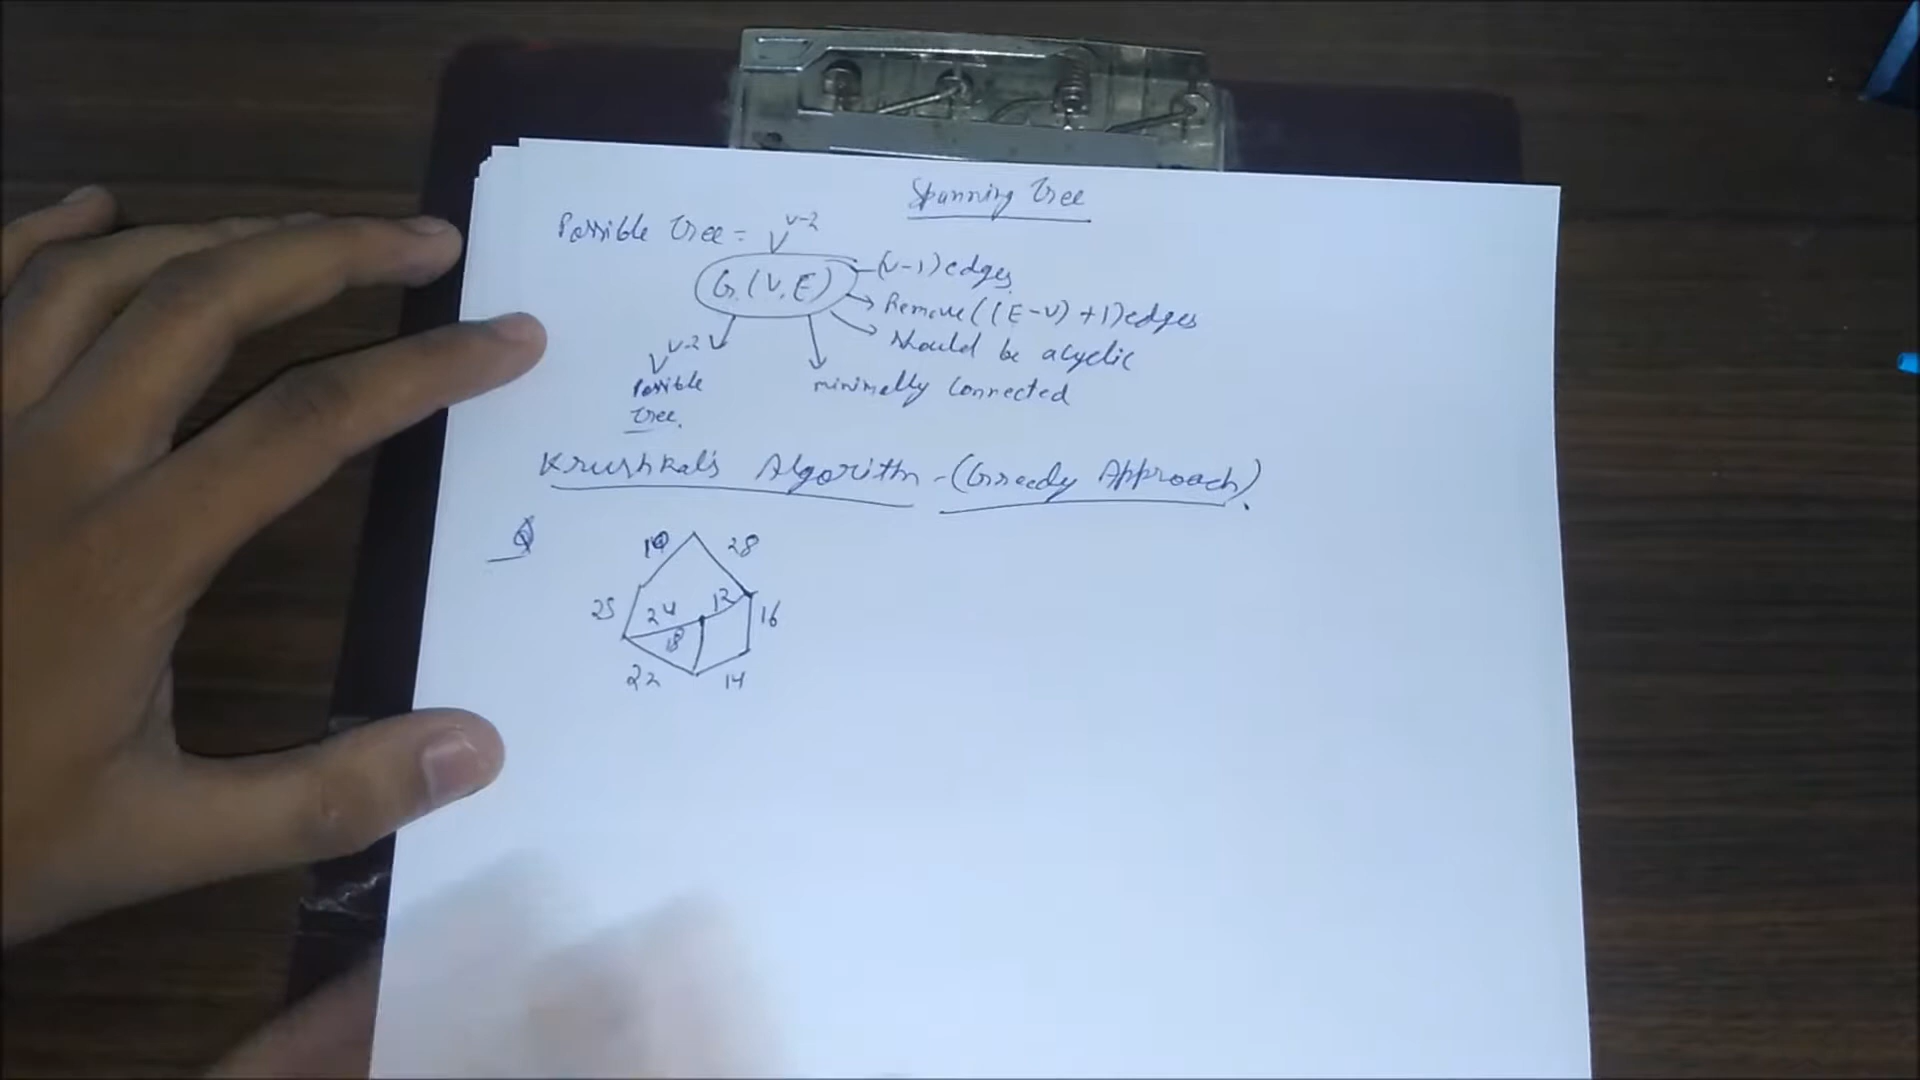 Spanning Tree
Possible Tree = V^v-2
G(V,E)
(v-1) edges
Remove ((E-V)+1) edges
Should be acyclic
minimally Connected
V^v-2
Possible
Tree.
Krushkal's Algorithm - (Greedy Approach).
Q
10 28
25 24 12 16
18
22 14